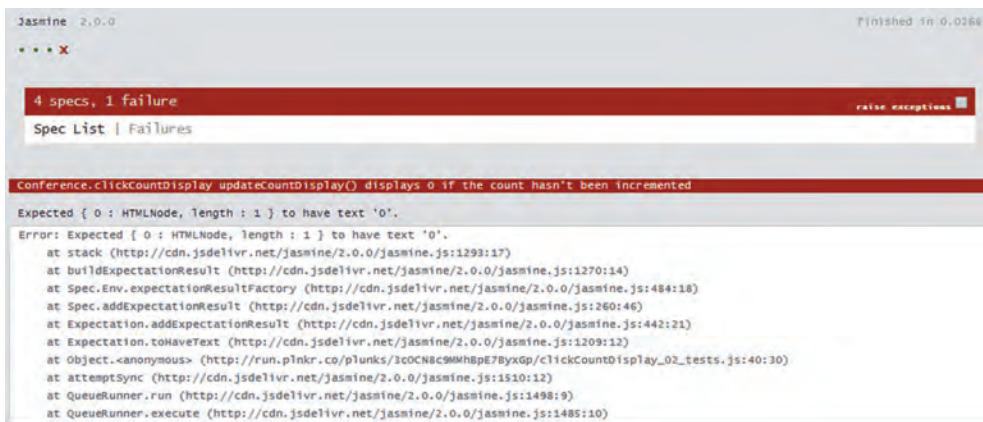 Jasmine 2.0.0
finished in 0.026s
• • • x
4 specs, 1 failure
raise exceptions
Spec List | Failures
Conference.clickCountDisplay updateCountDisplay() displays 0 if the count hasn't been incremented
Expected { 0 : HTMLNode, length : 1 } to have text '0'.
Error: Expected { 0 : HTMLNode, length : 1 } to have text '0'.
at stack (http://cdn.jsdelivr.net/jasmine/2.0.0/jasmine.js:1293:17)
at buildExpectationResult (http://cdn.jsdelivr.net/jasmine/2.0.0/jasmine.js:1270:14)
at Spec.Env.expectationResultFactory (http://cdn.jsdelivr.net/jasmine/2.0.0/jasmine.js:484:18)
at Spec.addExpectationResult (http://cdn.jsdelivr.net/jasmine/2.0.0/jasmine.js:260:46)
at Expectation.addExpectationResult (http://cdn.jsdelivr.net/jasmine/2.0.0/jasmine.js:442:21)
at Expectation.toHaveText (http://cdn.jsdelivr.net/jasmine/2.0.0/jasmine.js:1209:12)
at Object.<anonymous> (http://run.plnkr.co/plunks/3cOCN8c9MMhBpE7ByxGp/clickCountDisplay_02_tests.js:40:30)
at attemptSync (http://cdn.jsdelivr.net/jasmine/2.0.0/jasmine.js:1510:12)
at QueueRunner.run (http://cdn.jsdelivr.net/jasmine/2.0.0/jasmine.js:1498:9)
at QueueRunner.execute (http://cdn.jsdelivr.net/jasmine/2.0.0/jasmine.js:1485:10)